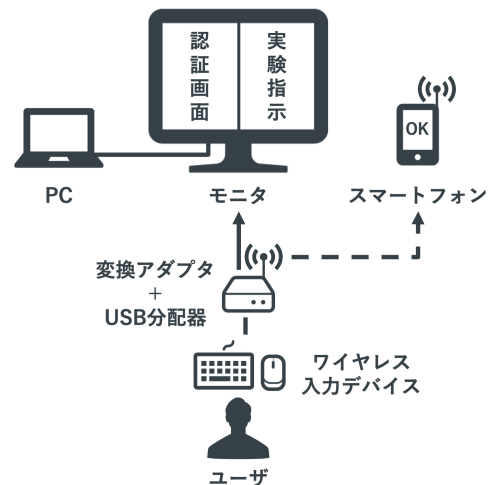 認証画面
実験指示
OK
PC
モニタ
スマートフォン
変換アダプタ
+
USB分配器
ワイヤレス
入力デバイス
ユーザ